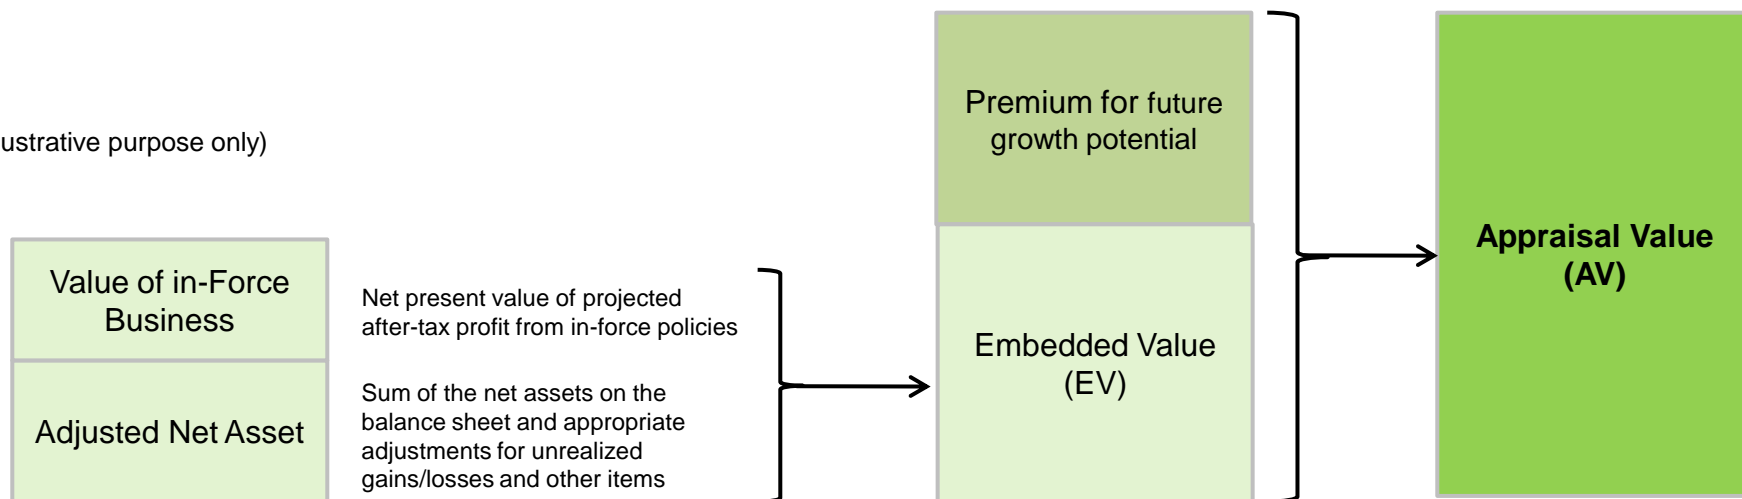 Premium for future
growth potential
ustrative purpose only)
Appraisal Value
(AV)
Value of in-Force
Business
Net present value of projected
after-tax profit from in-force policies
Embedded Value
(EV)
Adjusted Net Asset
Sum of the net assets on the
balance sheet and appropriate
adjustments for unrealized
gains/losses and other items